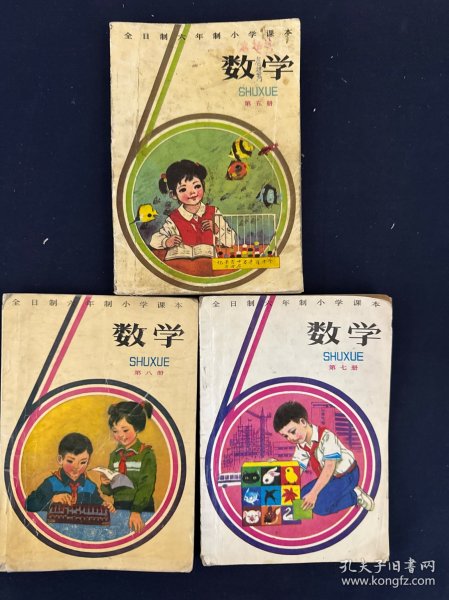 全日制六年制小学课本
数学
SHUXUE
第五册
全日制六年制小学课本
数学
SHUXUE
第八册
全日制六年制小学课本
数学
SHUXUE
第七册
孔夫子旧书网
www.kongfz.com